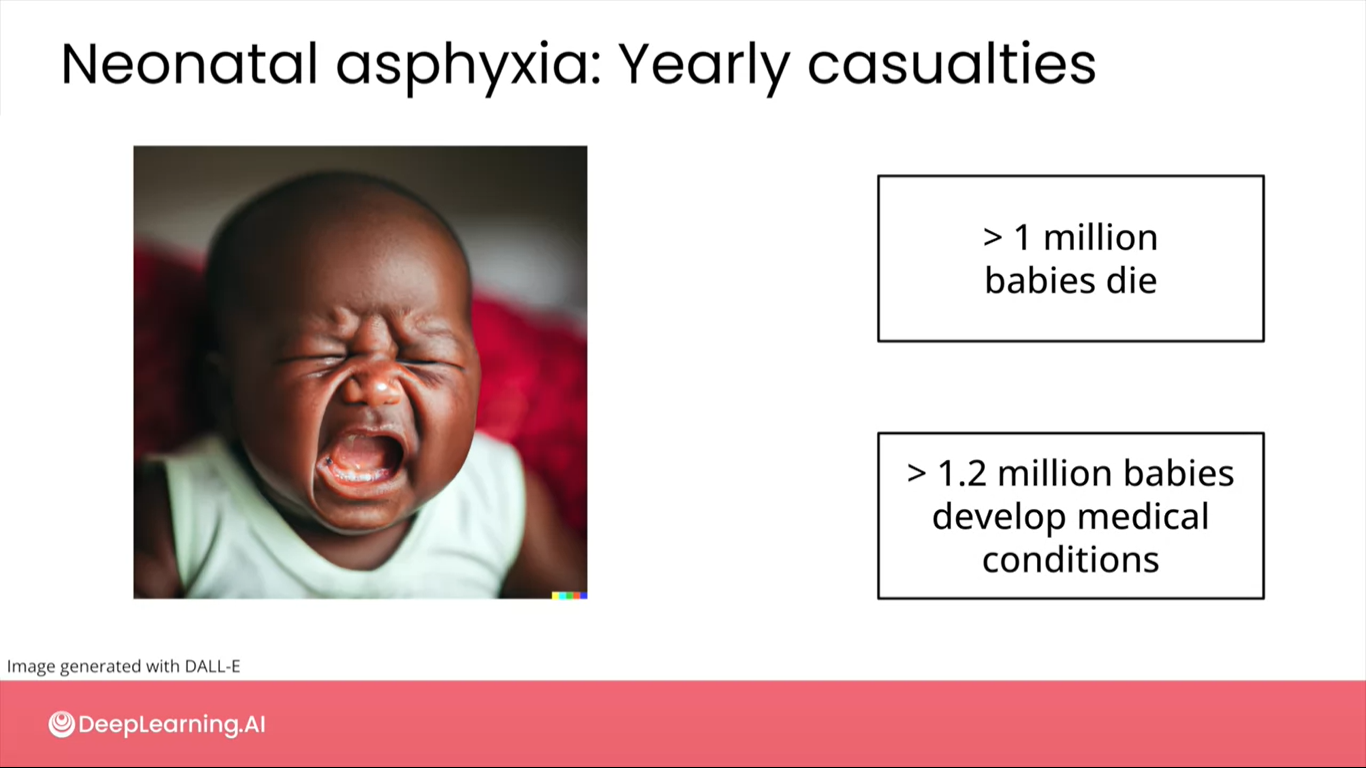 Neonatal asphyxia: Yearly casualties
> 1 million
babies die
> 1.2 million babies
develop medical
conditions
Image generated with DALL-E
DeepLearning.AI